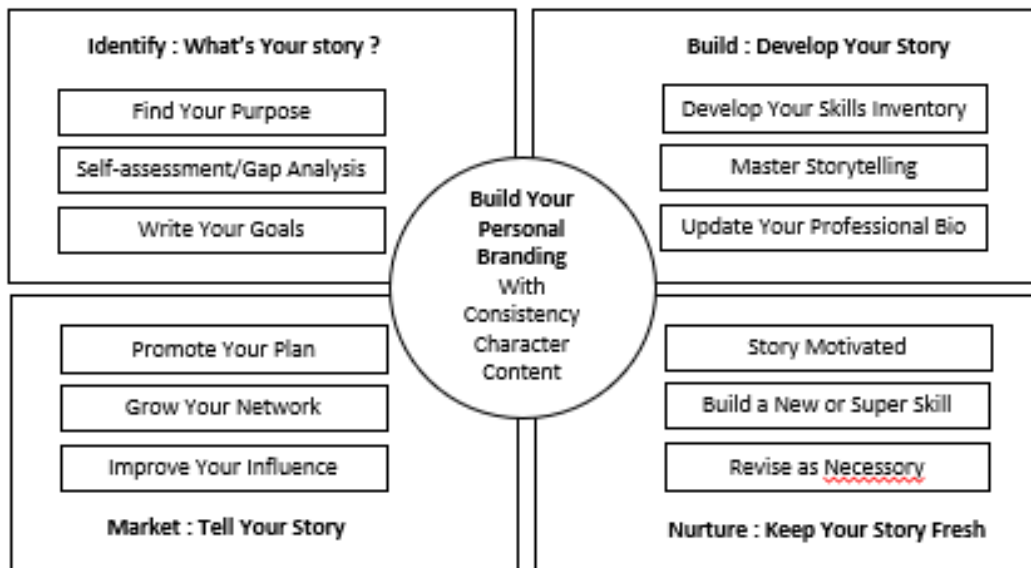 Identify : What's Your story ?
Find Your Purpose
Self-assessment/Gap Analysis
Write Your Goals
Build : Develop Your Story
Develop Your Skills Inventory
Master Storytelling
Update Your Professional Bio
Build Your
Personal
Branding
With
Consistency
Character
Content
Promote Your Plan
Grow Your Network
Improve Your Influence
Market : Tell Your Story
Story Motivated
Build a New or Super Skill
Revise as Necessary
Nurture : Keep Your Story Fresh